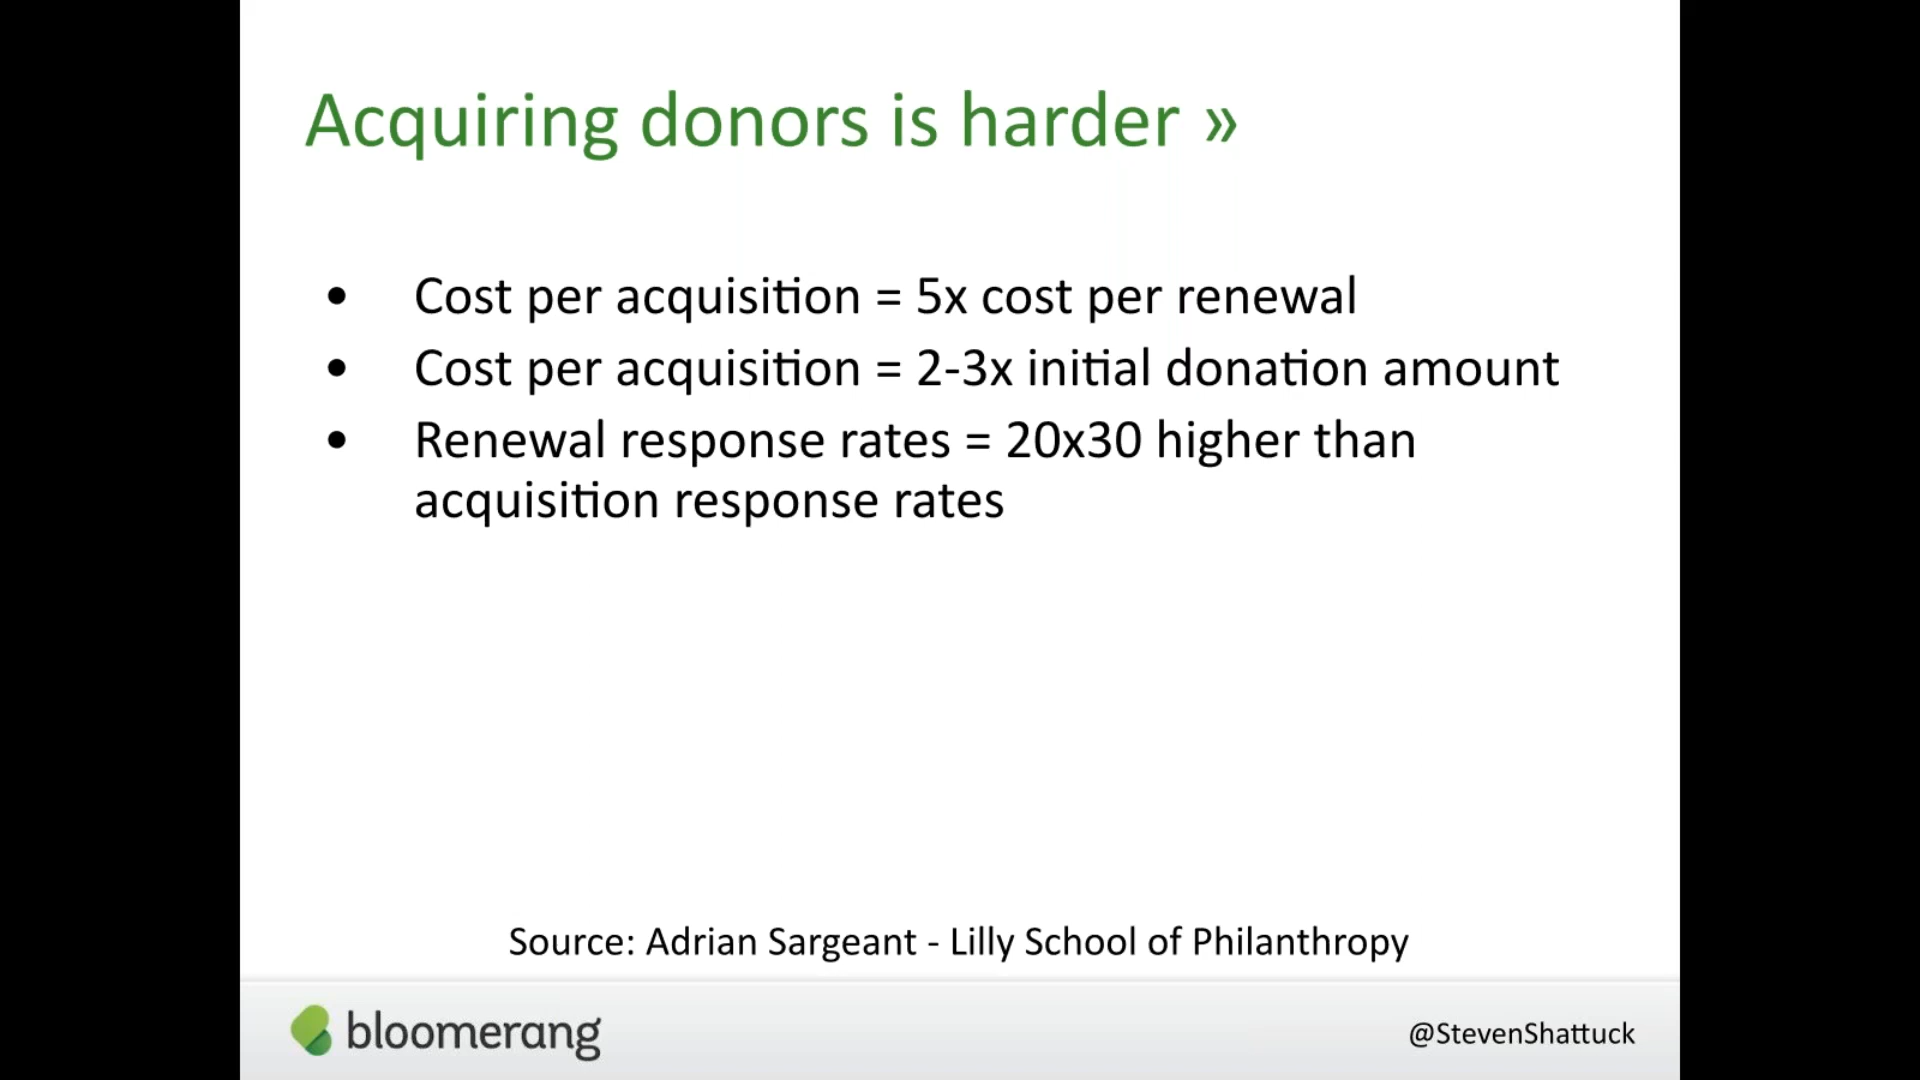 Acquiring donors is harder »
• Cost per acquisition = 5x cost per renewal
• Cost per acquisition = 2-3x initial donation amount
• Renewal response rates = 20x30 higher than
acquisition response rates
Source: Adrian Sargeant - Lilly School of Philanthropy
bloomerang
@StevenShattuck